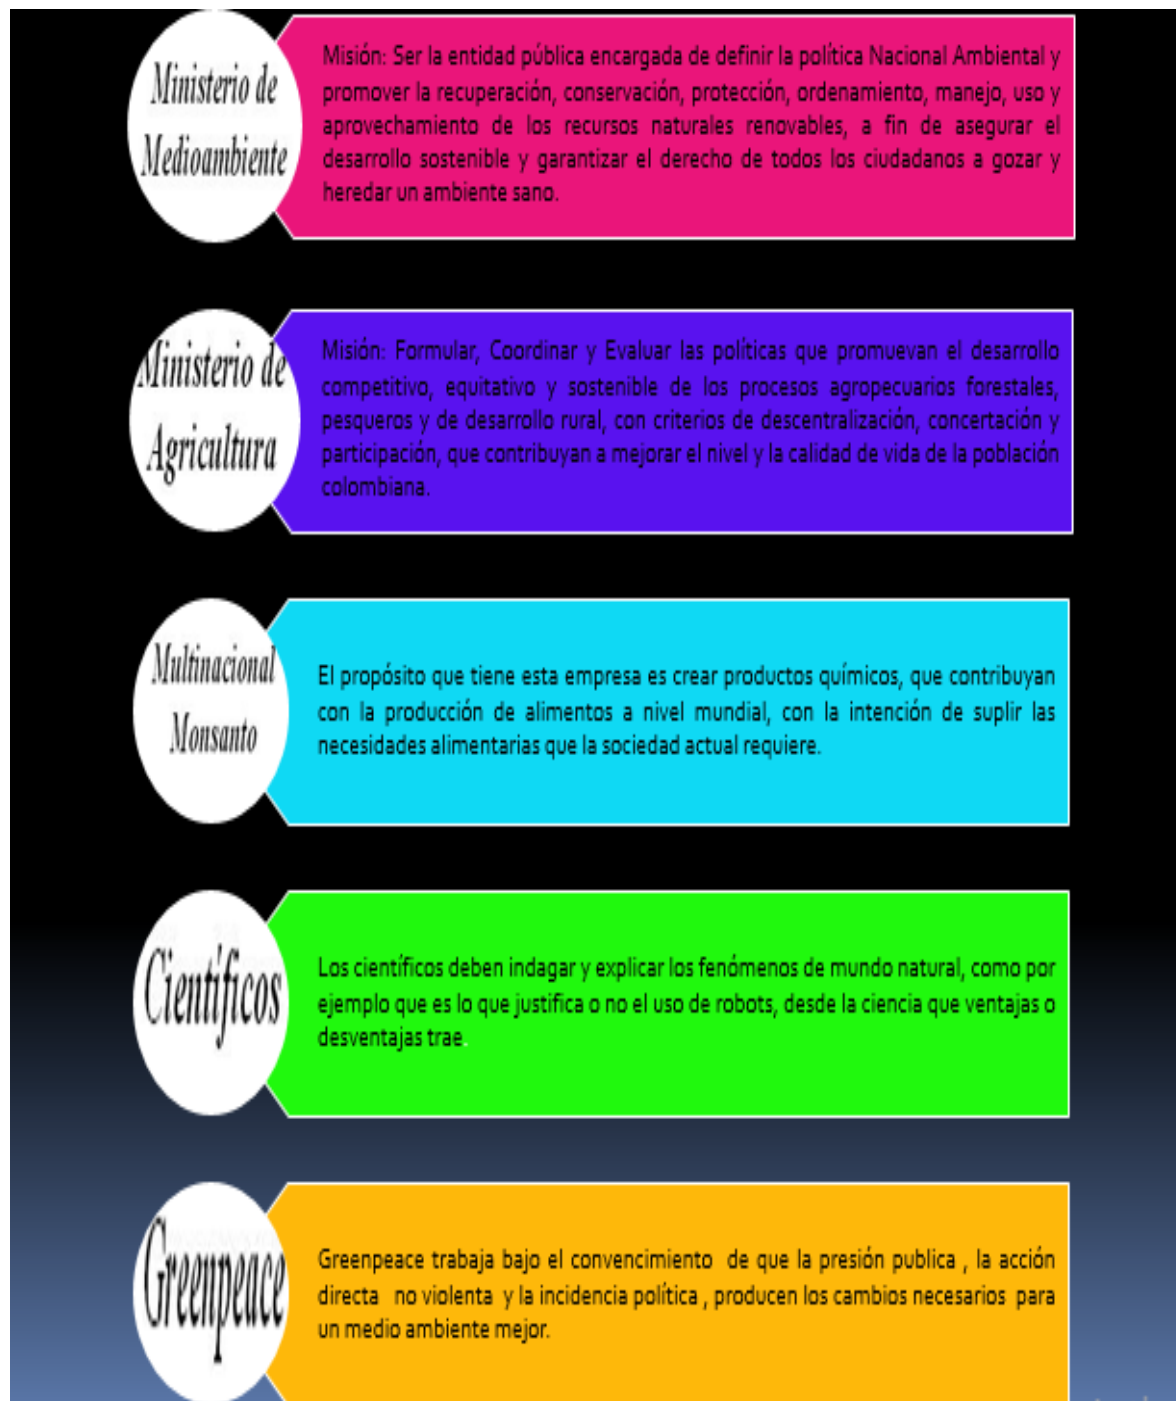 Ministerio de
Medioambiente
Misión: Ser la entidad pública encargada de definir la política Nacional Ambiental y
promover la recuperación, conservación, protección, ordenamiento, manejo, uso y
aprovechamiento de los recursos naturales renovables, a fin de asegurar el
desarrollo sostenible y garantizar el derecho de todos los ciudadanos a gozar y
heredar un ambiente sano.
Ministerio de
Agricultura
Misión: Formular, Coordinar y Evaluar las políticas que promuevan el desarrollo
competitivo, equitativo y sostenible de los procesos agropecuarios forestales,
pesqueros y de desarrollo rural, con criterios de descentralización, concertación y
participación, que contribuyan a mejorar el nivel y la calidad de vida de la población
colombiana.
Multinacional
Monsanto
El propósito que tiene esta empresa es crear productos químicos, que contribuyan
con la producción de alimentos a nivel mundial, con la intención de suplir las
necesidades alimentarias que la sociedad actual requiere.
Científicos
Los científicos deben indagar y explicar los fenómenos de mundo natural, como por
ejemplo que es lo que justifica o no el uso de robots, desde la ciencia que ventajas o
desventajas trae.
Greenpeace
Greenpeace trabaja bajo el convencimiento de que la presión publica , la acción
directa no violenta y la incidencia política , producen los cambios necesarios para
un medio ambiente mejor.